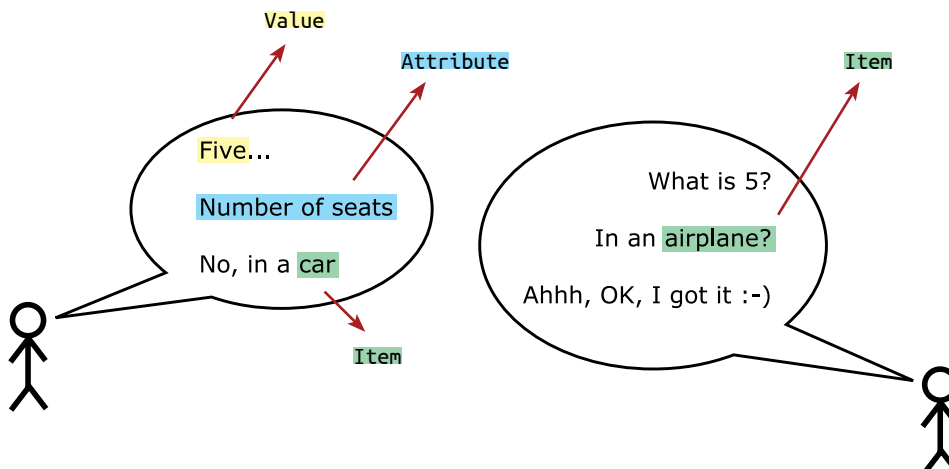 Value
Attribute
Item
Five...
What is 5?
Number of seats
In an airplane?
No, in a car
Ahhh, OK, I got it :-)
Item